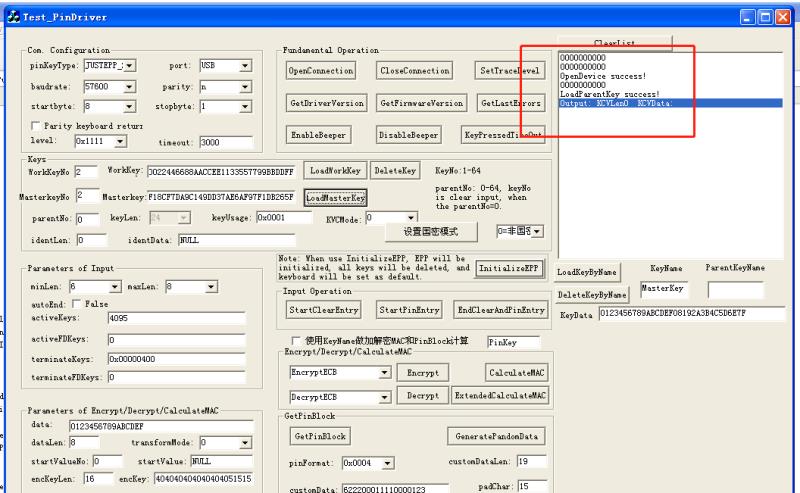 Test_PinDriver
Com. Configuration
pinKeyType: JUSTEPP_ port: USB
baudrate: 57600 parity: n
startbyte: 8 stopbyte: 1
Parity keyboard return
level: 0x1111 timeout: 3000
Fundamental Operation
OpenConnection CloseConnection SetTraceLevel
GetDriverVersion GetFirmwareVersion GetLastErrors
EnableBeeper DisableBeeper KeyPressedTimeOut
ClearList
0000000000
0000000000
OpenDevice success!
0000000000
LoadParentKey success!
Output: KCVLen0 KCVData:
Keys
WorkKeyNo 2 WorkKey: 0022446688AACCEE1133557799BBDDFF LoadWorkKey DeleteKey KeyNo:1-64
MasterkeyNo 2 Masterkey: F18CF7DA9C149DD37AE6AF97F1DB265F LoadMasterKey
parentNo: 0-64, keyNo
is clear input, when
the parentNo=0.
parentNo: 0 keyLen: 24 keyUsage: 0x0001 KVCMode: 0
设置国密模式 0=非国密
identLen: 0 identData: NULL
Note: When use InitializeEPP, EPP will be
initialized, all keys will be deleted, and
keyboard will be set as default.
InitializeEPP
Parameters of Input
minLen: 6 maxLen: 8
autoEnd: False
activeKeys: 4095
activeFDKeys: 0
terminateKeys: 0x00000400
terminateFDKeys: 0
Input Operation
StartClearEntry StartPinEntry EndClearAndPinEntry
使用KeyName做加解密MAC和PinBlock计算 PinKey
Encrypt/Decrypt/CalculateMAC
EncryptECB Encrypt CalculateMAC
DecryptECB Decrypt ExtendedCalculateMAC
LoadKeyByName KeyName ParentKeyName
DeleteKeyByName MasterKey
KeyData 0123456789ABCDEF08192A3B4C5D6E7F
Parameters of Encrypt/Decrypt/CalculateMAC
data: 0123456789ABCDEF
dataLen: 8 transformMode: 0
startValueNo: 0 startValue: NULL
encKeyLen: 16 encKey: 404040404040404051515
GetPinBlock
GetPinBlock GenerateRandomData
pinFormat: 0x0004 customDataLen: 19
customData: 622200011110000123 padChar: 15